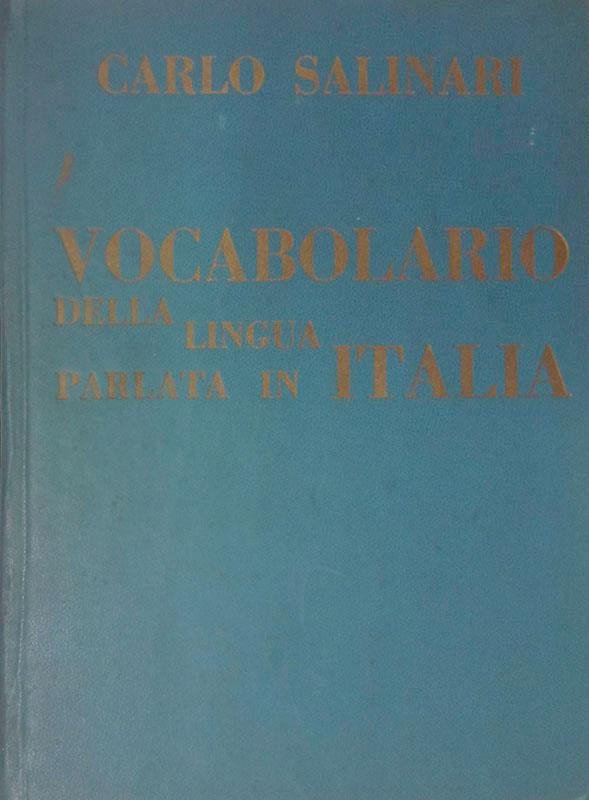 CARLO SALINARI
VOCABOLARIO
DELLA
LINGUA
PARLATA IN ITALIA